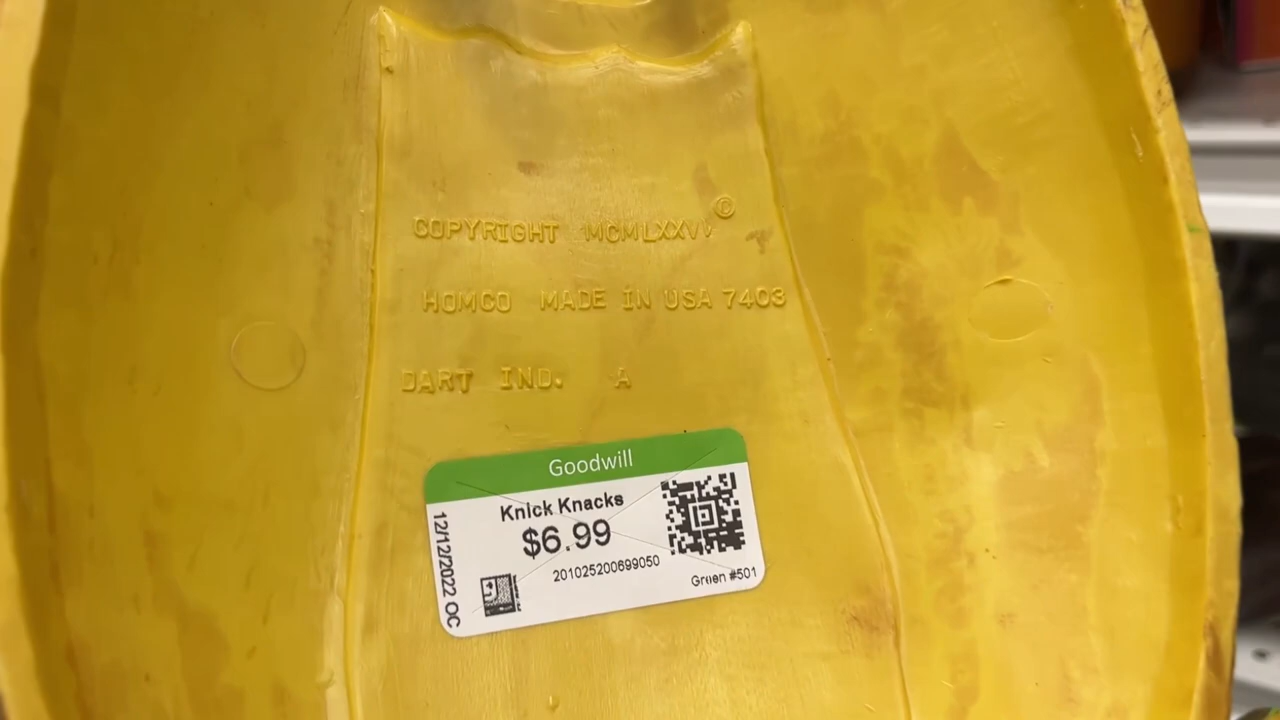 ©
COPYRIGHT MCMLXXVI
HOMCO MADE IN USA 7403
DART IND. A
Goodwill
Knick Knacks
$6.99
201025200699050
Green #501
12/12/2022 OC